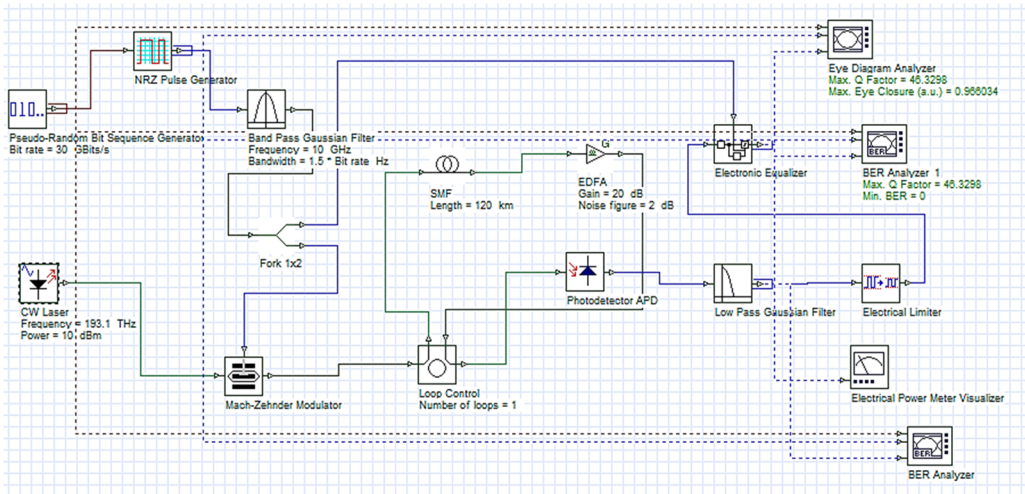 NRZ Pulse Generator
010...
Pseudo-Random Bit Sequence Generator
Bit rate = 30 GBits/s
Band Pass Gaussian Filter
Frequency = 10 GHz
Bandwidth = 1.5 * Bit rate Hz
Eye Diagram Analyzer
Max. Q Factor = 46.3298
Max. Eye Closure (a.u.) = 0.966034
BER
BER Analyzer 1
Max. Q Factor = 46.3298
Min. BER = 0
Electronic Equalizer
SMF
Length = 120 km
G
EDFA
Gain = 20 dB
Noise figure = 2 dB
Fork 1x2
CW Laser
Frequency = 193.1 THz
Power = 10 dBm
Photodetector APD
Low Pass Gaussian Filter
Electrical Limiter
Mach-Zehnder Modulator
Loop Control
Number of loops = 1
Electrical Power Meter Visualizer
BER
BER Analyzer